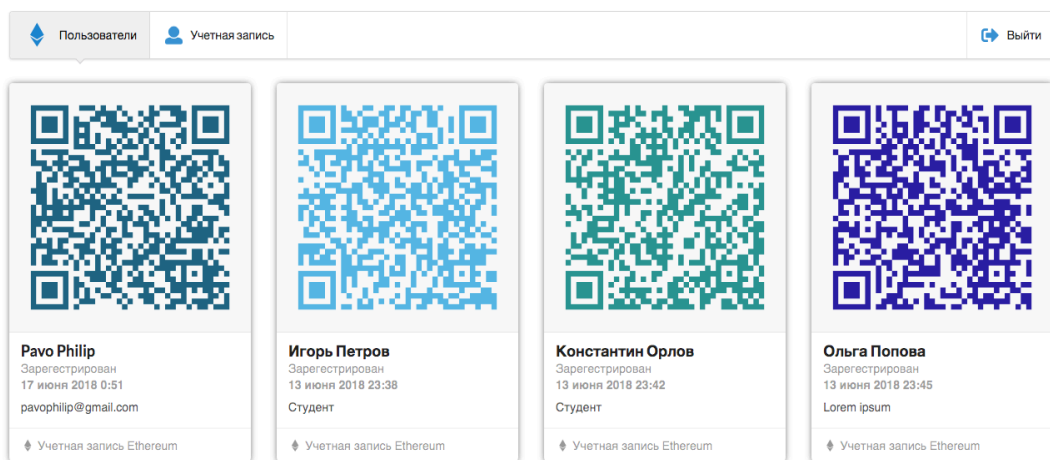 Пользователи
Учетная запись
Выйти
Pavo Philip
Зарегестрирован
17 июня 2018 0:51
pavophilip@gmail.com
Учетная запись Ethereum
Игорь Петров
Зарегестрирован
13 июня 2018 23:38
Студент
Учетная запись Ethereum
Константин Орлов
Зарегестрирован
13 июня 2018 23:42
Студент
Учетная запись Ethereum
Ольга Попова
Зарегестрирован
13 июня 2018 23:45
Lorem ipsum
Учетная запись Ethereum